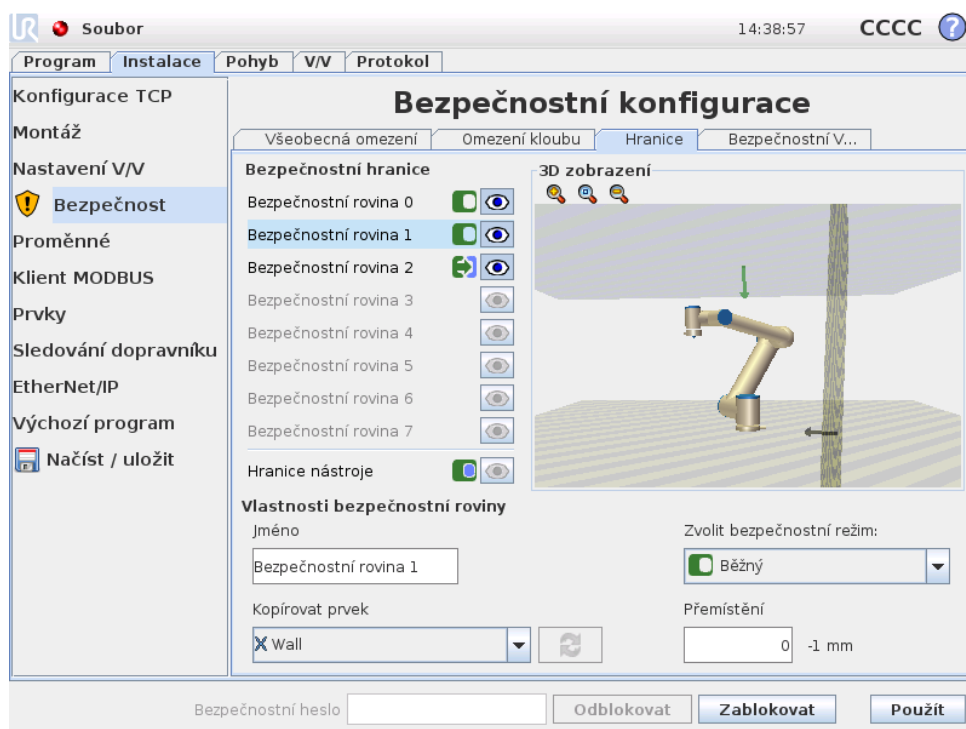 UR Soubor 14:38:57 CCCC ?
Program Instalace Pohyb V/V Protokol
Konfigurace TCP
Montáž
Nastavení V/V
Bezpečnost
Proměnné
Klient MODBUS
Prvky
Sledování dopravníku
EtherNet/IP
Výchozí program
Načíst / uložit
Bezpečnostní konfigurace
Všeobecná omezení Omezení kloubu Hranice Bezpečnostní V...
Bezpečnostní hranice
Bezpečnostní rovina 0
Bezpečnostní rovina 1
Bezpečnostní rovina 2
Bezpečnostní rovina 3
Bezpečnostní rovina 4
Bezpečnostní rovina 5
Bezpečnostní rovina 6
Bezpečnostní rovina 7
Hranice nástroje
3D zobrazení
Vlastnosti bezpečnostní roviny
Jméno
Bezpečnostní rovina 1
Zvolit bezpečnostní režim:
Běžný
Kopírovat prvek
Wall
Přemístění
0 -1 mm
Bezpečnostní heslo Odblokovat Zablokovat Použít